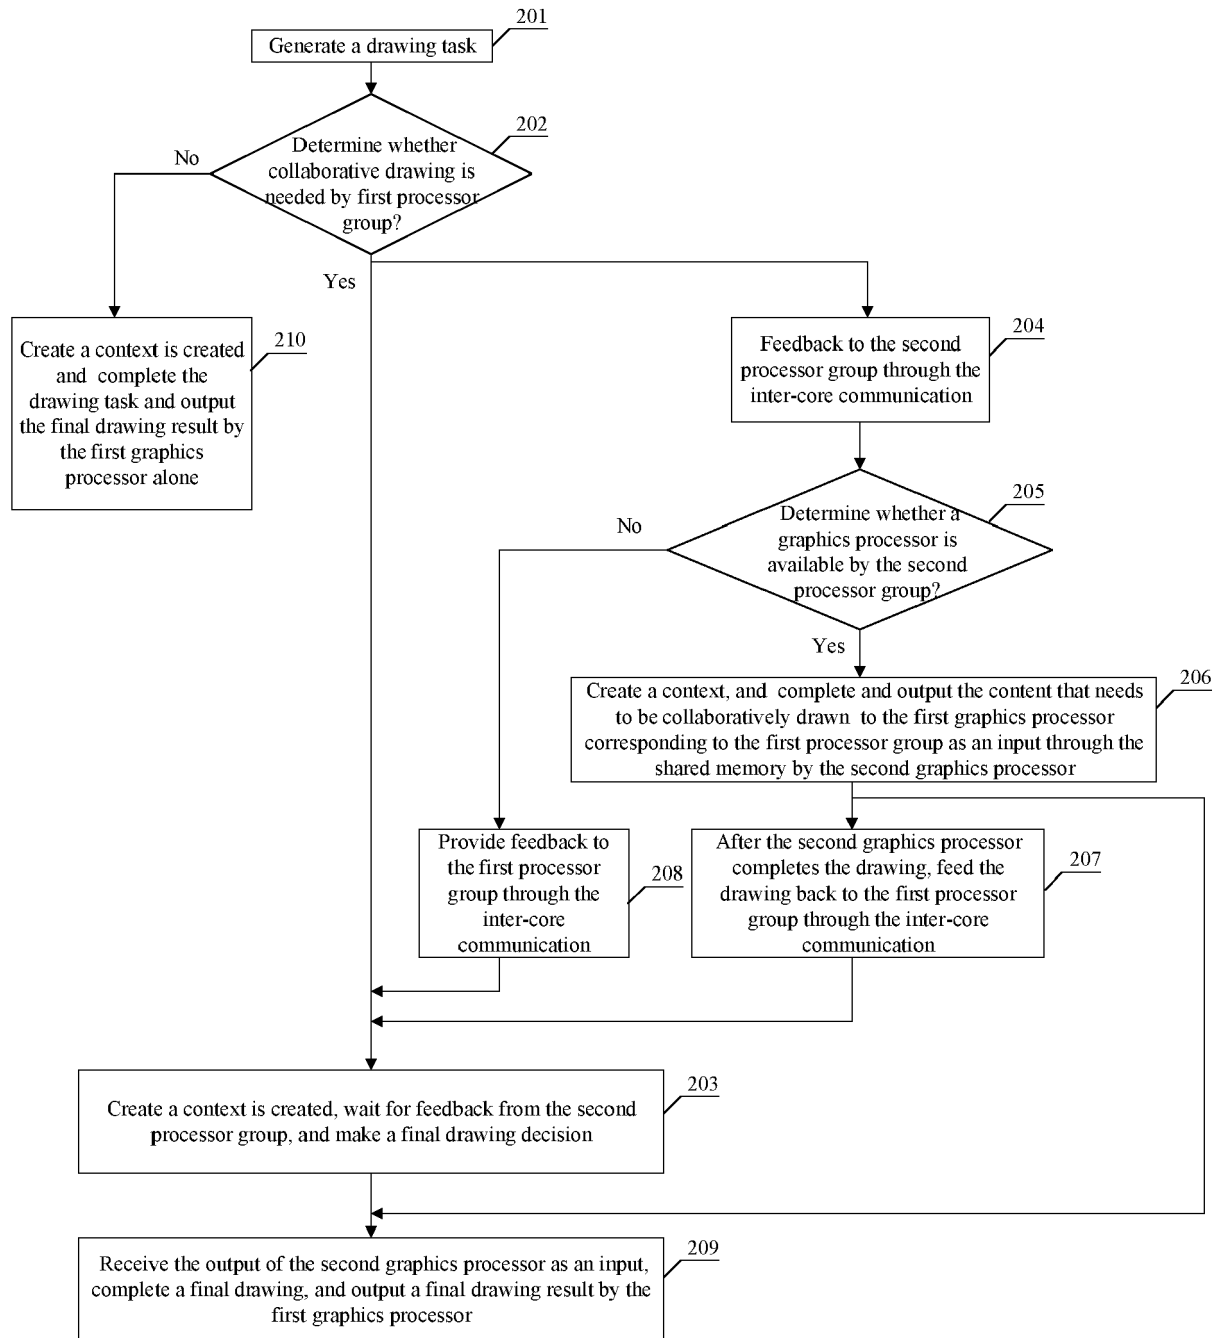 201
Generate a drawing task
202
Determine whether
collaborative drawing is
needed by first processor
group?
No
Yes
210
Create a context is created
and complete the
drawing task and output
the final drawing result by
the first graphics
processor alone
204
Feedback to the second
processor group through the
inter-core communication
205
Determine whether a
graphics processor is
available by the second
processor group?
No
Yes
206
Create a context, and complete and output the content that needs
to be collaboratively drawn to the first graphics processor
corresponding to the first processor group as an input through the
shared memory by the second graphics processor
Provide feedback to
the first processor
group through the
inter-core
communication
208
After the second graphics processor
completes the drawing, feed the
drawing back to the first processor
group through the inter-core
communication
207
203
Create a context is created, wait for feedback from the second
processor group, and make a final drawing decision
209
Receive the output of the second graphics processor as an input,
complete a final drawing, and output a final drawing result by the
first graphics processor